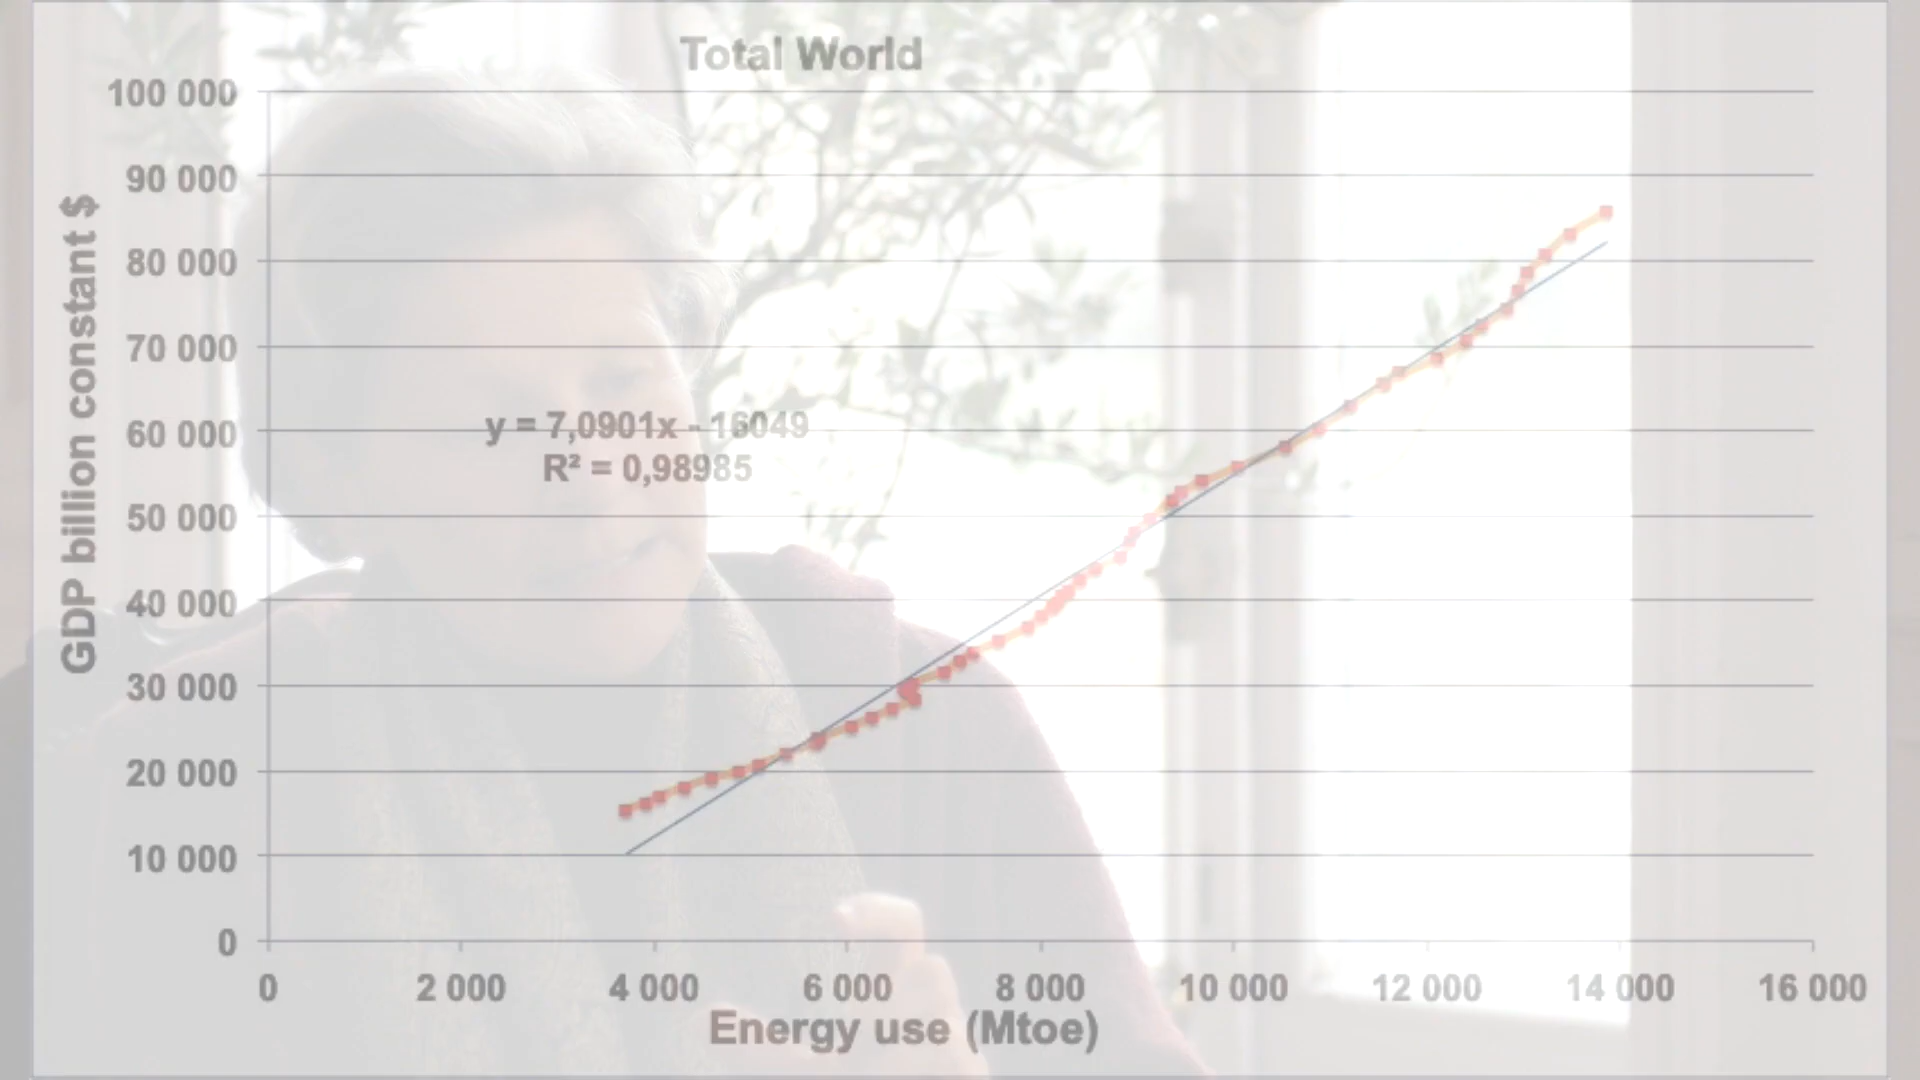 Total World
100 000
90 000
80 000
70 000
60 000
50 000
40 000
30 000
20 000
10 000
0
GDP billion constant $
y = 7,0901x - 16049
R² = 0,98985
0 2 000 4 000 6 000 8 000 10 000 12 000 14 000 16 000
Energy use (Mtoe)